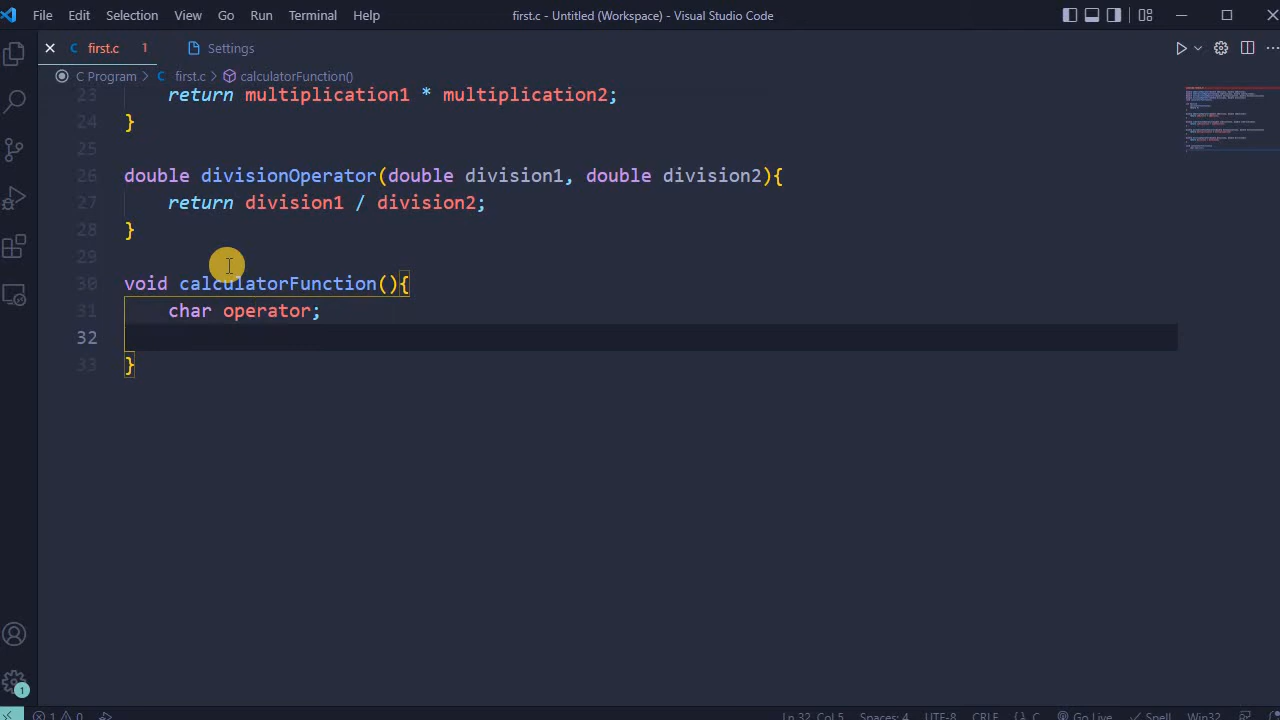 File Edit Selection View Go Run Terminal Help first.c - Untitled (Workspace) - Visual Studio Code
first.c 1 Settings
C Program > C first.c > calculatorFunction()
23 return multiplication1 * multiplication2;
24 }
25
26 double divisionOperator(double division1, double division2){
27 return division1 / division2;
28 }
29
30 void calculatorFunction(){
31 char operator;
32
33 }
1
1 0 Ln 32, Col 5 Spaces: 4 UTF-8 CRLF {} C Go Live Spell Win32